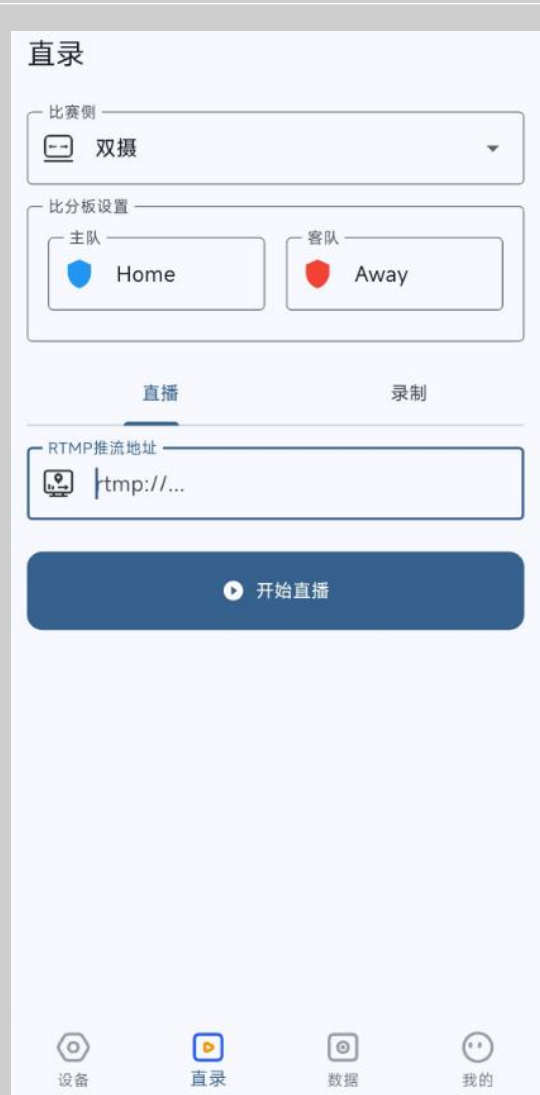 直录
比赛侧
双摄
比分板设置
主队 客队
Home Away
直播 录制
RTMP推流地址
rtmp://...
开始直播
设备 直录 数据 我的